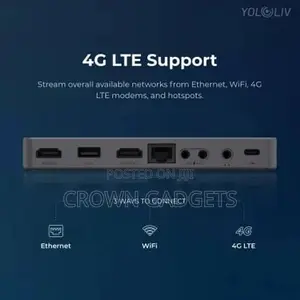 YOLOLIV
4G LTE Support
Stream overall available networks from Ethernet, WiFi, 4G
LTE modems, and hotspots.
POSTED ON JIJI
CROWN GADGETS
3 WAYS TO CONNECT
4G
Ethernet
WiFi
4G LTE